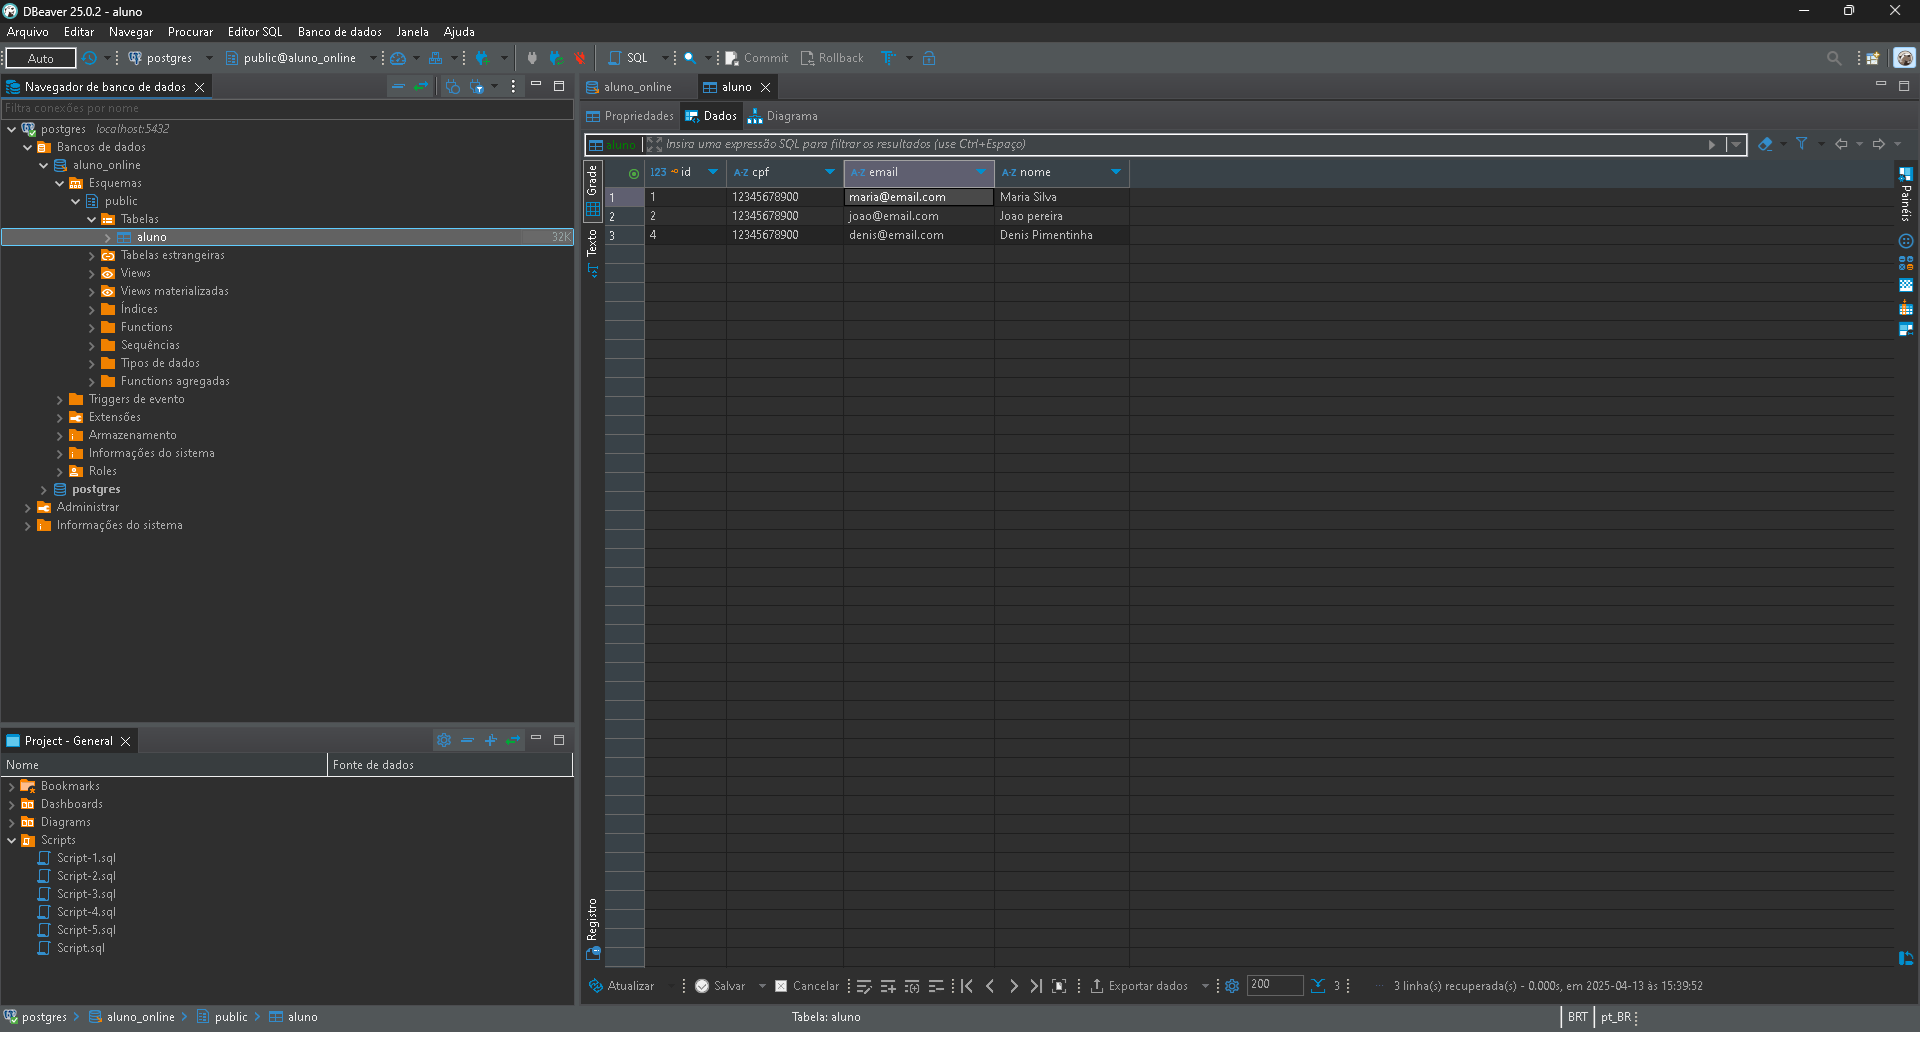 DBeaver 25.0.2 - aluno
Arquivo Editar Navegar Procurar Editor SQL Banco de dados Janela Ajuda
Auto postgres public@aluno_online SQL Commit Rollback
Navegador de banco de dados
Filtra conexões por nome
postgres localhost:5432
Bancos de dados
aluno_online
Esquemas
public
Tabelas
aluno 32K
Tabelas estrangeiras
Views
Views materializadas
Índices
Functions
Sequências
Tipos de dados
Functions agregadas
Triggers de evento
Extensões
Armazenamento
Informações do sistema
Roles
postgres
Administrar
Informações do sistema
Project - General
Nome Fonte de dados
Bookmarks
Dashboards
Diagrams
Scripts
Script-1.sql
Script-2.sql
Script-3.sql
Script-4.sql
Script-5.sql
Script.sql
aluno_online aluno
Propriedades Dados Diagrama
aluno Insira uma expressão SQL para filtrar os resultados (use Ctrl+Espaço)
Grade
Texto
Registro
123 id A-Z cpf A-Z email A-Z nome
1 1 12345678900 maria@email.com Maria Silva
2 2 12345678900 joao@email.com Joao pereira
3 4 12345678900 denis@email.com Denis Pimentinha
Painéis
Atualizar Salvar Cancelar Exportar dados 200 3 3 linha(s) recuperada(s) - 0.000s, em 2025-04-13 às 15:39:52
postgres aluno_online public aluno Tabela: aluno BRT pt_BR